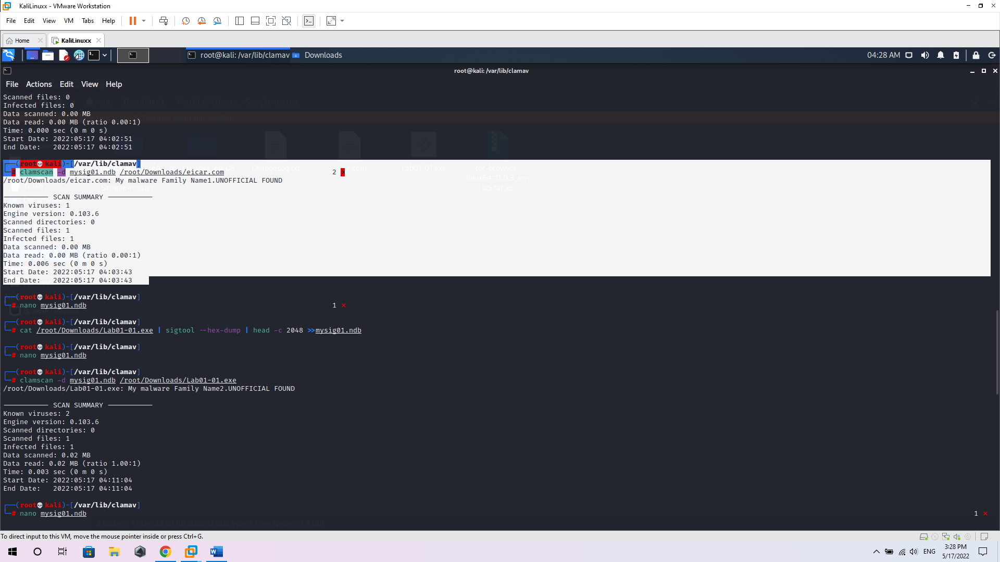 KaliLinuxx - VMware Workstation
File Edit View VM Tabs Help
Home KaliLinuxx
root@kali: /var/lib/clamav Downloads 04:28 AM
root@kali: /var/lib/clamav
File Actions Edit View Help
Scanned files: 0
Infected files: 0
Data scanned: 0.00 MB
Data read: 0.00 MB (ratio 0.00:1)
Time: 0.000 sec (0 m 0 s)
Start Date: 2022:05:17 04:02:51
End Date:   2022:05:17 04:02:51
┌──(root💀kali)-[/var/lib/clamav]
└─# clamscan -d mysig01.ndb /root/Downloads/eicar.com 2 ⨯
/root/Downloads/eicar.com: My malware Family Name1.UNOFFICIAL FOUND
----------- SCAN SUMMARY -----------
Known viruses: 1
Engine version: 0.103.6
Scanned directories: 0
Scanned files: 1
Infected files: 1
Data scanned: 0.00 MB
Data read: 0.00 MB (ratio 0.00:1)
Time: 0.006 sec (0 m 0 s)
Start Date: 2022:05:17 04:03:43
End Date:   2022:05:17 04:03:43
┌──(root💀kali)-[/var/lib/clamav]
└─# nano mysig01.ndb 1 ⨯
┌──(root💀kali)-[/var/lib/clamav]
└─# cat /root/Downloads/Lab01-01.exe | sigtool --hex-dump | head -c 2048 >>mysig01.ndb
┌──(root💀kali)-[/var/lib/clamav]
└─# nano mysig01.ndb
┌──(root💀kali)-[/var/lib/clamav]
└─# clamscan -d mysig01.ndb /root/Downloads/Lab01-01.exe
/root/Downloads/Lab01-01.exe: My malware Family Name2.UNOFFICIAL FOUND
----------- SCAN SUMMARY -----------
Known viruses: 2
Engine version: 0.103.6
Scanned directories: 0
Scanned files: 1
Infected files: 1
Data scanned: 0.02 MB
Data read: 0.02 MB (ratio 1.00:1)
Time: 0.003 sec (0 m 0 s)
Start Date: 2022:05:17 04:11:04
End Date:   2022:05:17 04:11:04
┌──(root💀kali)-[/var/lib/clamav]
└─# nano mysig01.ndb 1 ⨯
To direct input to this VM, move the mouse pointer inside or press Ctrl+G.
ENG
3:28 PM
5/17/2022